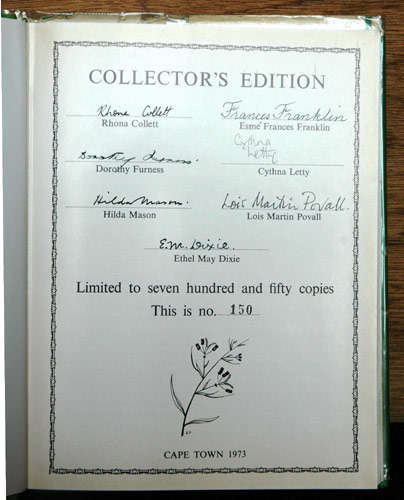 COLLECTOR'S EDITION
Rhona Collett Frances Franklin
Rhona Collett Esmé Frances Franklin
Dorothy Furness. Cythna Letty
Dorothy Furness Cythna Letty
Hilda Mason. Lois Martin Povall.
Hilda Mason Lois Martin Povall
E.M. Dixie.
Ethel May Dixie
Limited to seven hundred and fifty copies
This is no. 150
CAPE TOWN 1973